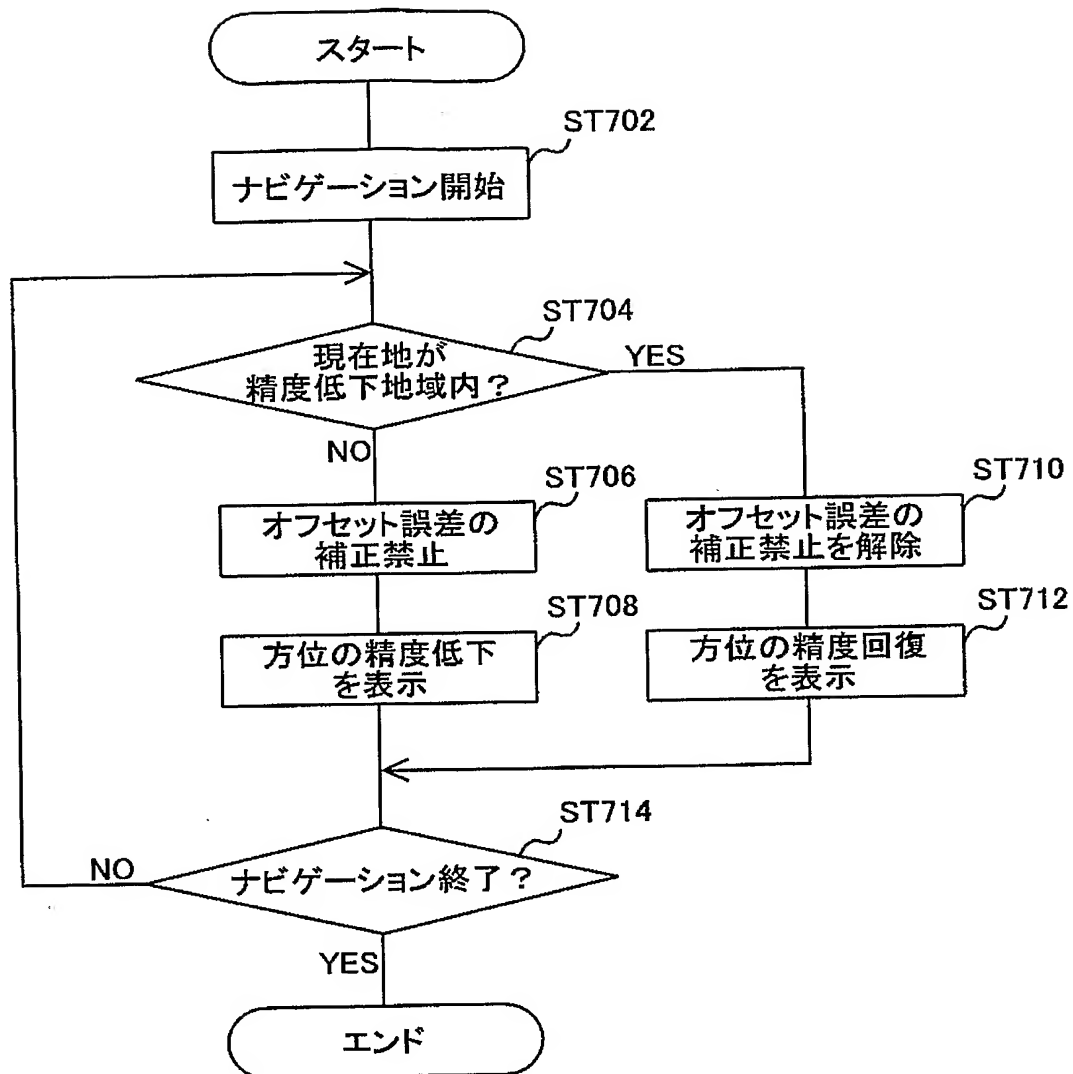 スタート
ST702
ナビゲーション開始
ST704
現在地が
精度低下地域内？
YES
NO
ST706
オフセット誤差の
補正禁止
ST710
オフセット誤差の
補正禁止を解除
ST708
方位の精度低下
を表示
ST712
方位の精度回復
を表示
ST714
ナビゲーション終了？
NO
YES
エンド